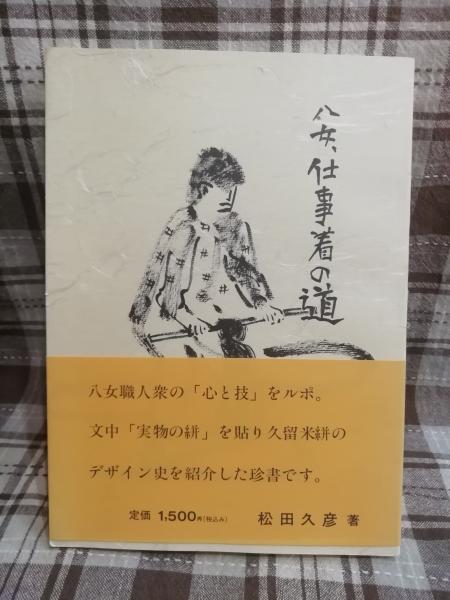 八女、仕事着の道
八女職人衆の「心と技」をルポ。
文中「実物の絣」を貼り久留米絣の
デザイン史を紹介した珍書です。
定価 1,500円(税込み) 松田久彦 著